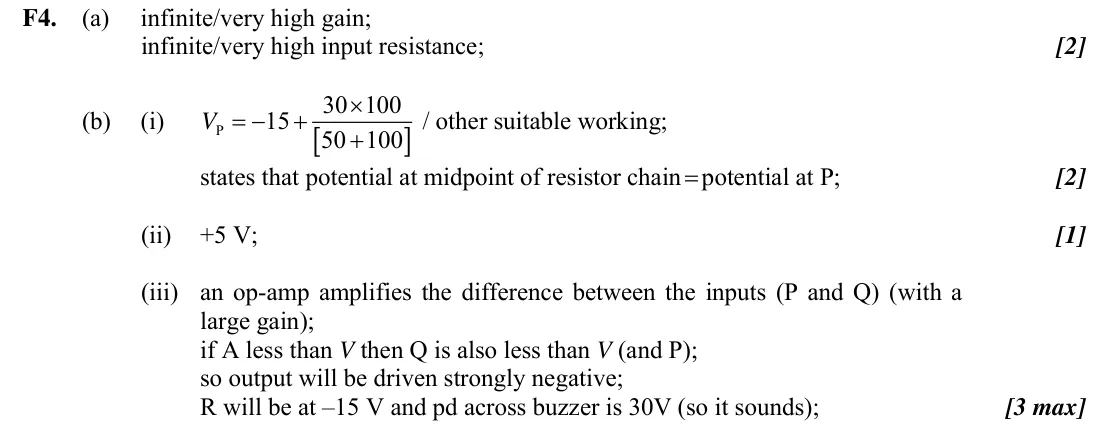 F4. (a) infinite/very high gain;
infinite/very high input resistance; [2]
(b) (i) V_P = −15 + 30×100 / [50+100] / other suitable working;
states that potential at midpoint of resistor chain=potential at P; [2]
(ii) +5 V; [1]
(iii) an op-amp amplifies the difference between the inputs (P and Q) (with a
large gain);
if A less than V then Q is also less than V (and P);
so output will be driven strongly negative;
R will be at –15 V and pd across buzzer is 30V (so it sounds); [3 max]